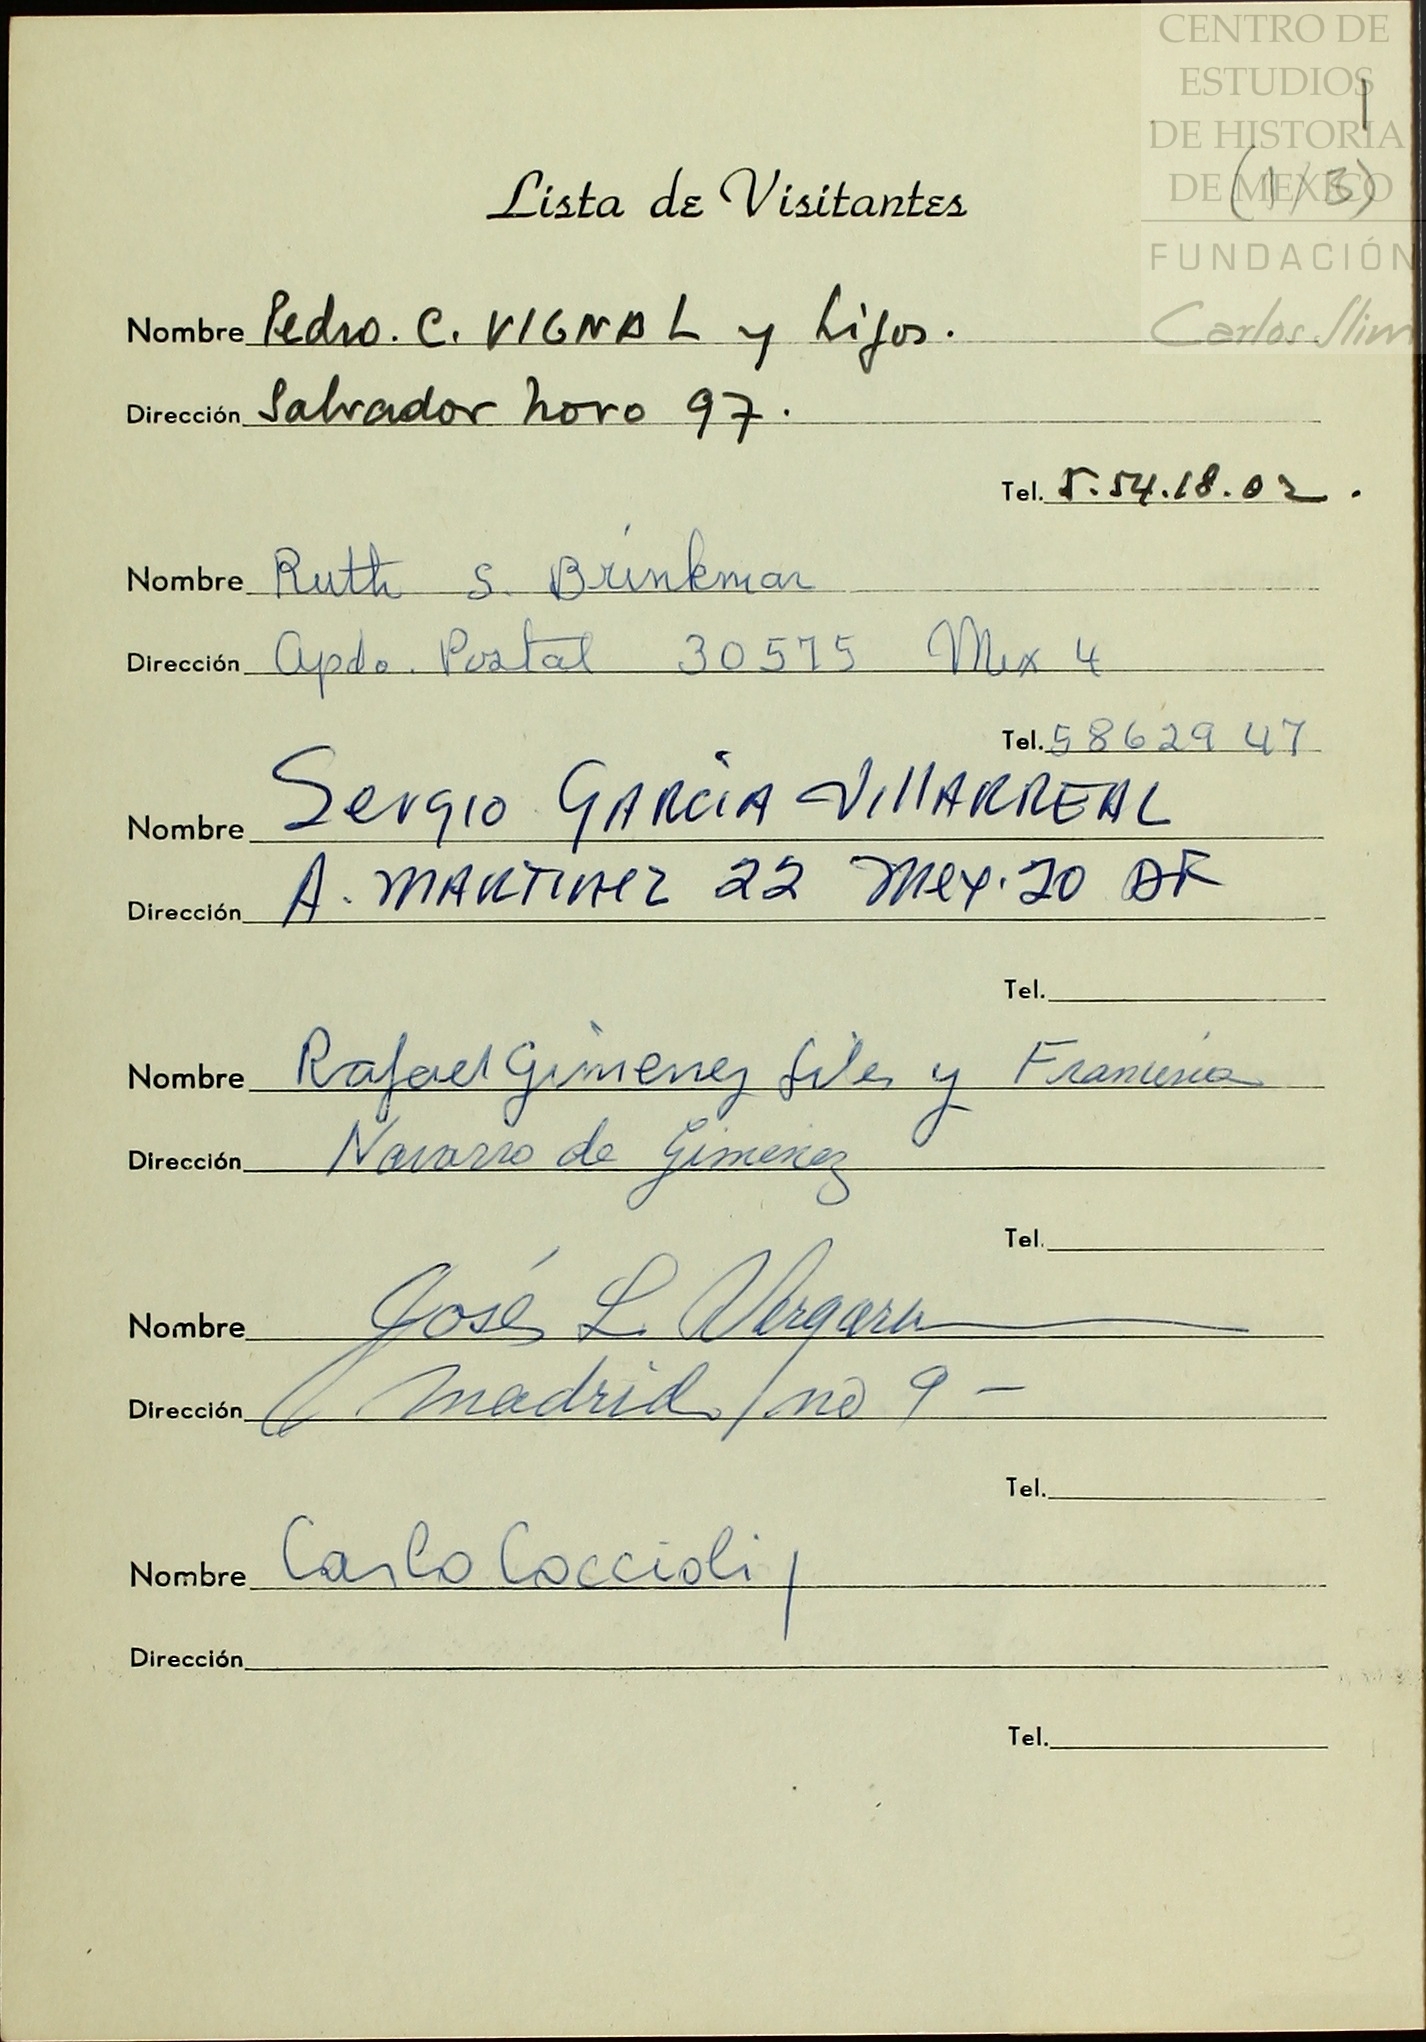 CENTRO DE
ESTUDIOS
DE HISTORIA
DE MEXICO
FUNDACIÓN
Carlos Slim
1
(1/3)
Lista de Visitantes
Nombre Pedro. C. VIGNAL y hijos.
Dirección Salvador Novo 97.
Tel. 5.54.18.02.
Nombre Ruth S. Brinkman
Dirección Apdo. Postal 30575 Mex 4
Tel. 5862947
Nombre Sergio GARCIA VillARREAL
Dirección A. MARTINEZ 22 Mex. 20 DF
Tel.
Nombre Rafael Gimenez Siles y Francisca
Dirección Navarro de Gimenez
Tel.
Nombre José L. Vergara
Dirección Madrid / no 9 –
Tel.
Nombre Carlo Coccioli
Dirección
Tel.
3